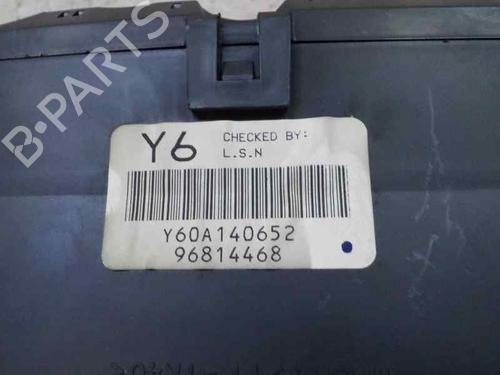 Y6
CHECKED BY:
L.S.N
Y60A140652
96814468
B-PARTS